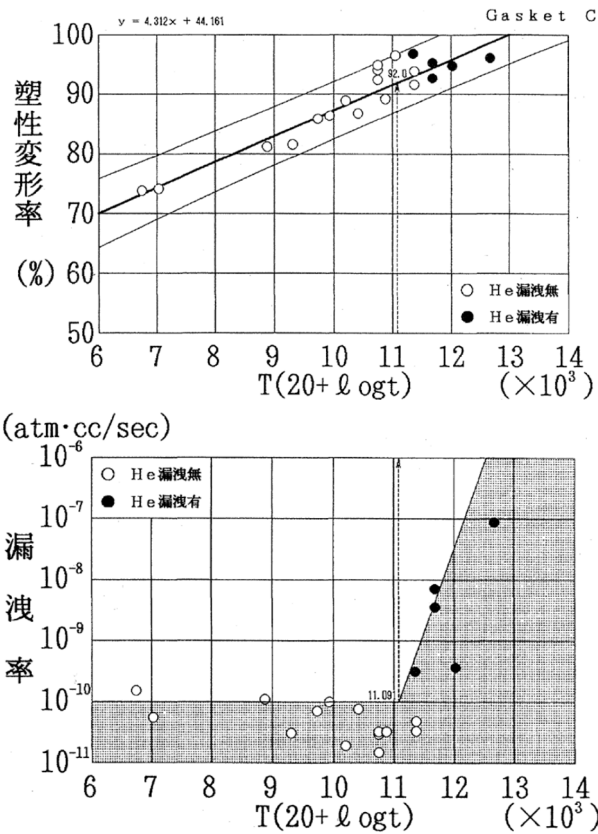 y = 4.312x + 44.161
Gasket C
塑性変形率
(%)
100
90
80
70
60
50
92.0
○ He漏洩無
● He漏洩有
6 7 8 9 10 11 12 13 14
T(20+ℓogt) (×10³)
(atm·cc/sec)
漏洩率
10⁻⁶
10⁻⁷
10⁻⁸
10⁻⁹
10⁻¹⁰
10⁻¹¹
○ He漏洩無
● He漏洩有
11.09
6 7 8 9 10 11 12 13 14
T(20+ℓogt) (×10³)